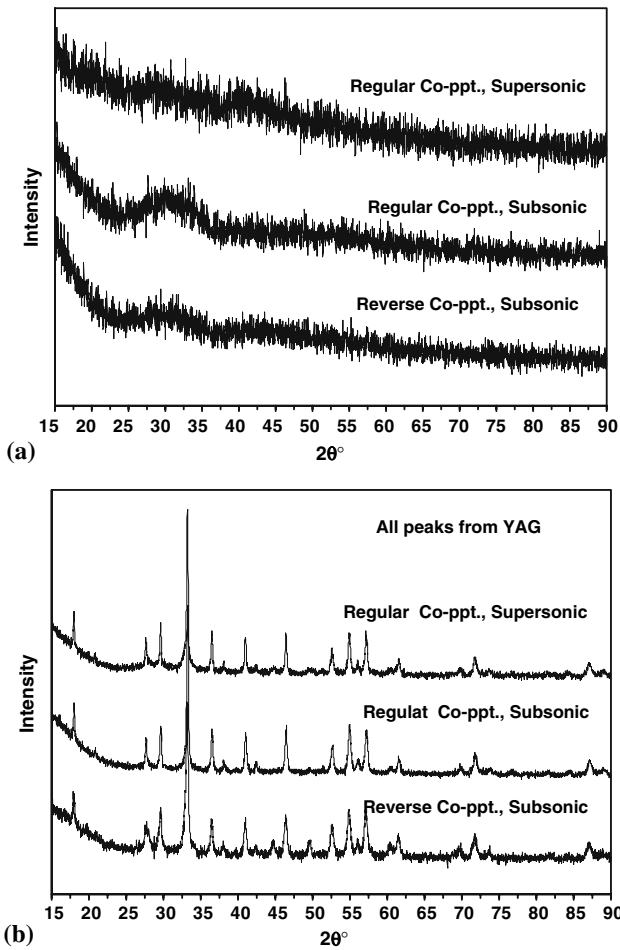 Regular Co-ppt., Supersonic
Regular Co-ppt., Subsonic
Reverse Co-ppt., Subsonic
Intensity
15 20 25 30 35 40 45 50 55 60 65 70 75 80 85 90
(a)
2θ°
All peaks from YAG
Regular Co-ppt., Supersonic
Regulat Co-ppt., Subsonic
Reverse Co-ppt., Subsonic
Intensity
15 20 25 30 35 40 45 50 55 60 65 70 75 80 85 90
(b)
2θ°